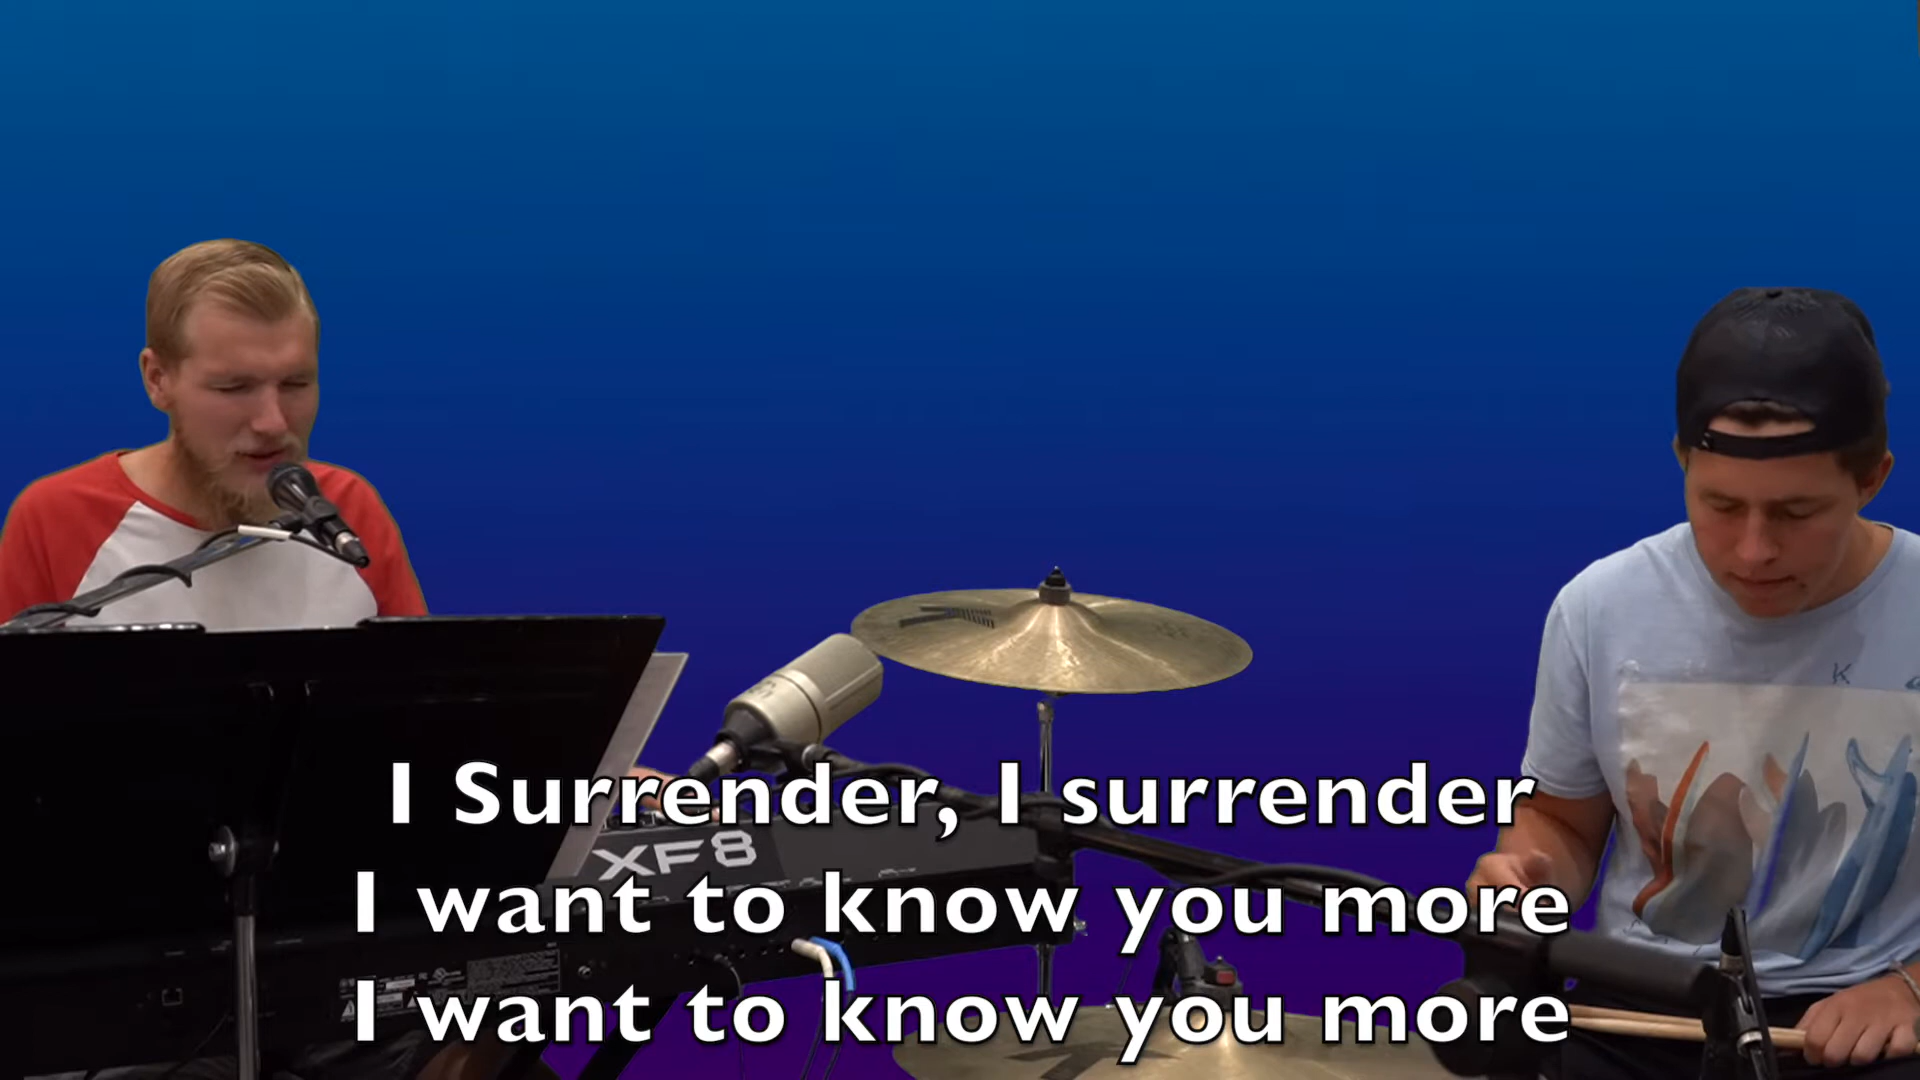 XF8
I Surrender, I surrender
I want to know you more
I want to know you more